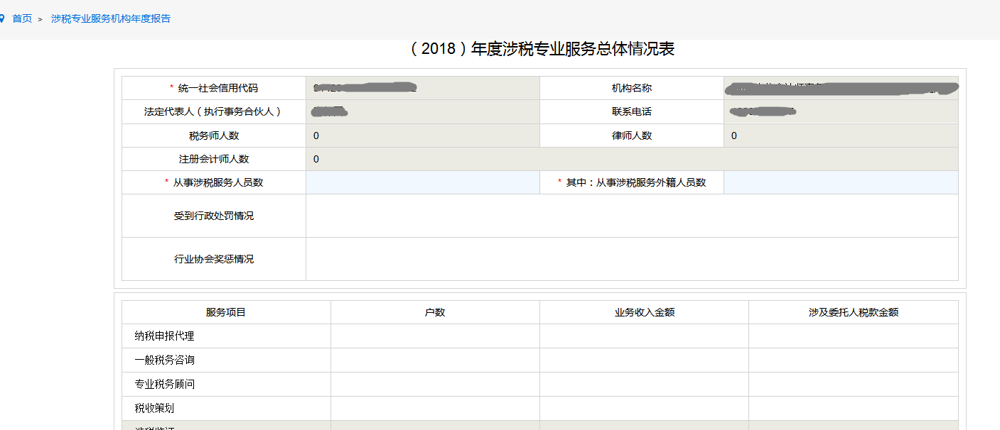 首页 > 涉税专业服务机构年度报告
（2018）年度涉税专业服务总体情况表
* 统一社会信用代码 机构名称
法定代表人（执行事务合伙人） 联系电话
税务师人数 0 律师人数 0
注册会计师人数 0
* 从事涉税服务人员数 * 其中：从事涉税服务外籍人员数
受到行政处罚情况
行业协会奖惩情况
服务项目 户数 业务收入金额 涉及委托人税款金额
纳税申报代理
一般税务咨询
专业税务顾问
税收策划